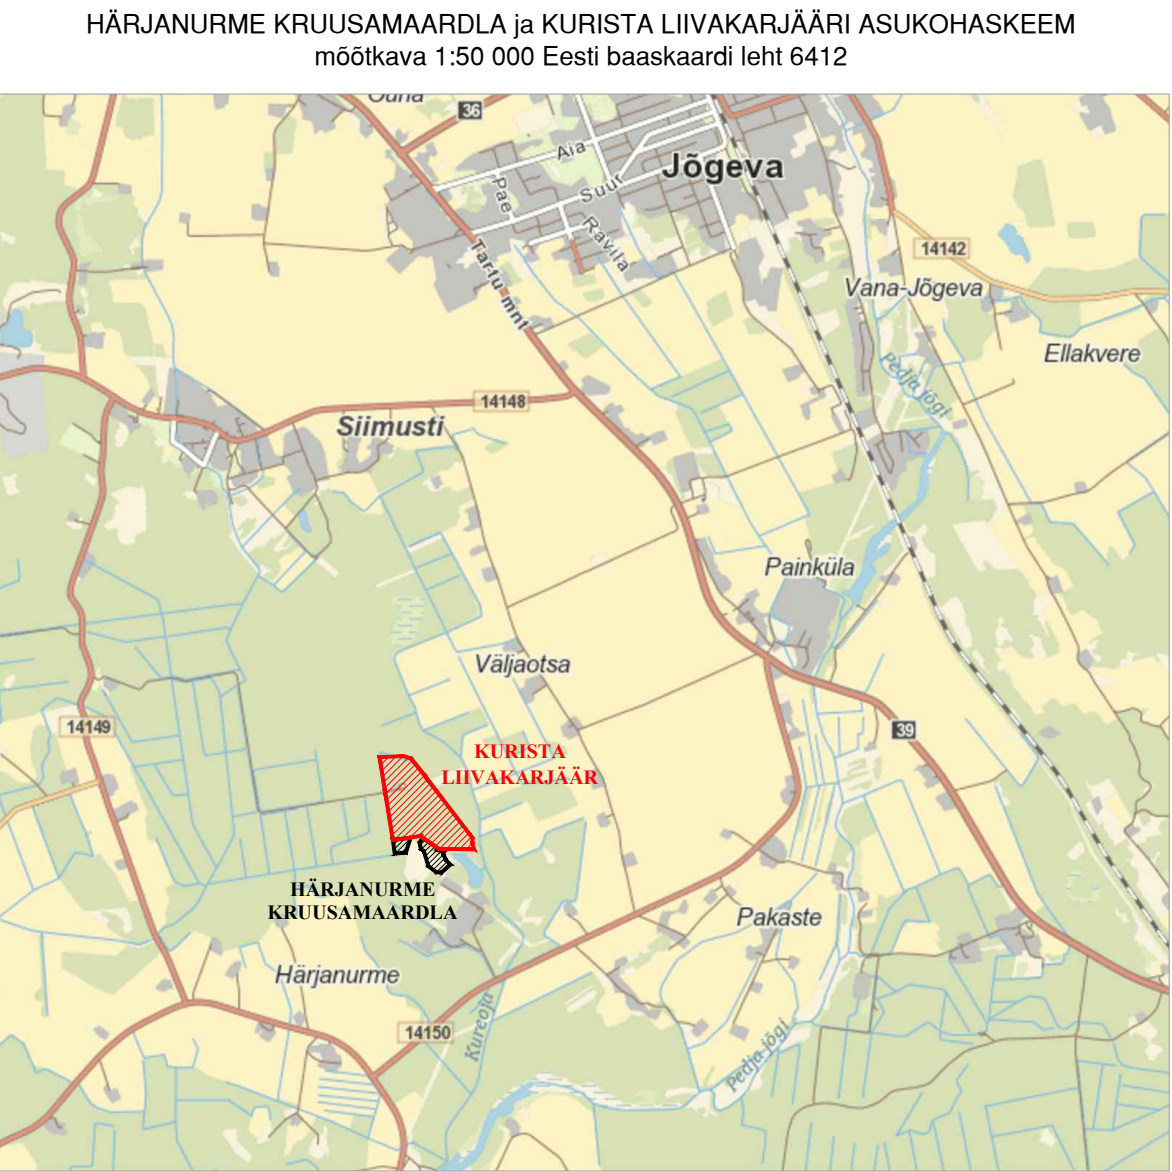 HÄRJANURME KRUUSAMAARDLA ja KURISTA LIIVAKARJÄÄRI ASUKOHASKEEM
mõõtkava 1:50 000 Eesti baaskaardi leht 6412
36
Aia
Jõgeva
Pae
Suur
Ravila
Tartu mnt
14142
Vana-Jõgeva
Ellakvere
Pedja jõgi
14148
Siimusti
Painküla
Väljaotsa
14149
39
KURISTA
LIIVAKARJÄÄR
HÄRJANURME
KRUUSAMAARDLA
Pakaste
Härjanurme
14150
Kureoja
Pedja jõgi